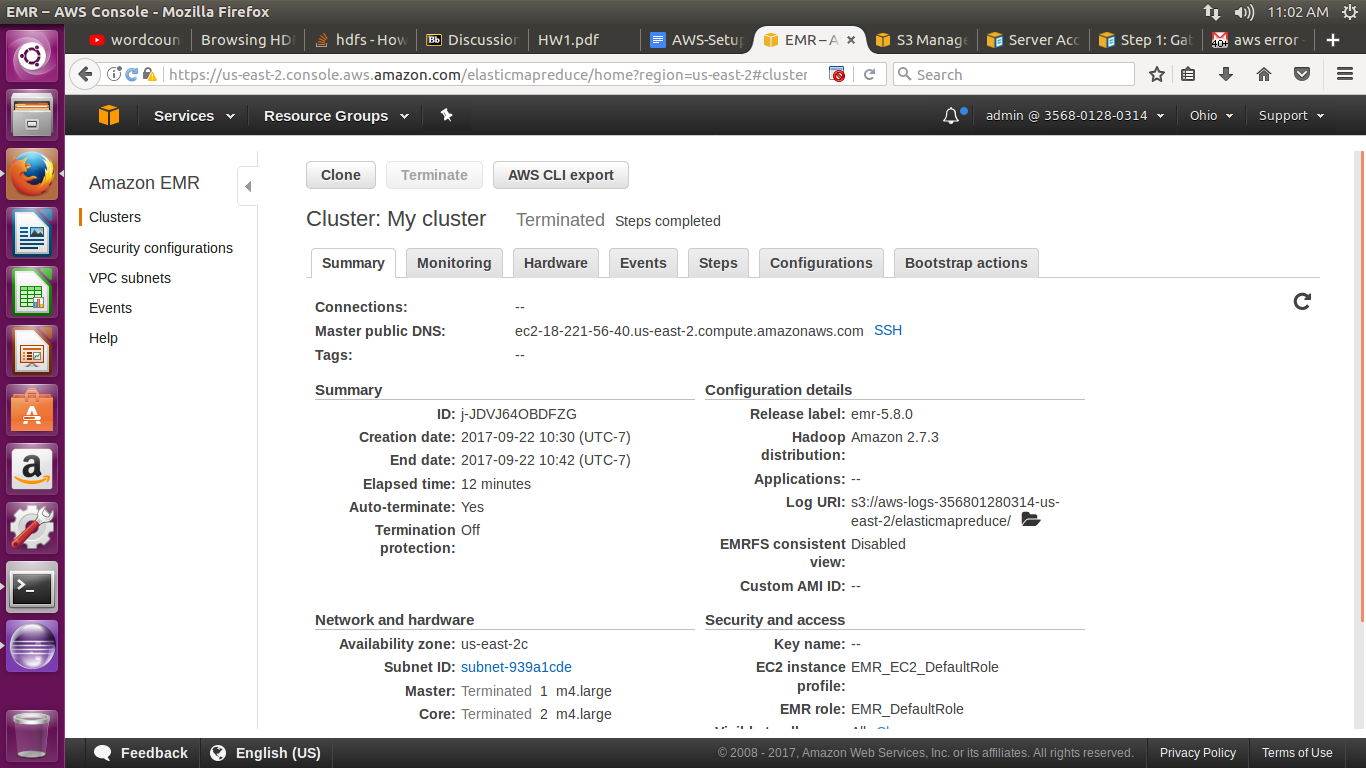 EMR – AWS Console - Mozilla Firefox
11:02 AM
wordcoun
Browsing HD
hdfs - How
Bb Discussion
HW1.pdf
AWS-Setup
EMR – A
S3 Manage
Server Acc
Step 1: Gat
40+ aws error -
https://us-east-2.console.aws.amazon.com/elasticmapreduce/home?region=us-east-2#cluster
Search
Services
Resource Groups
admin @ 3568-0128-0314
Ohio
Support
Amazon EMR
Clusters
Security configurations
VPC subnets
Events
Help
Clone
Terminate
AWS CLI export
Cluster: My cluster Terminated Steps completed
Summary
Monitoring
Hardware
Events
Steps
Configurations
Bootstrap actions
Connections: --
Master public DNS: ec2-18-221-56-40.us-east-2.compute.amazonaws.com SSH
Tags: --
Summary
ID: j-JDVJ64OBDFZG
Creation date: 2017-09-22 10:30 (UTC-7)
End date: 2017-09-22 10:42 (UTC-7)
Elapsed time: 12 minutes
Auto-terminate: Yes
Termination Off
protection:
Configuration details
Release label: emr-5.8.0
Hadoop Amazon 2.7.3
distribution:
Applications: --
Log URI: s3://aws-logs-356801280314-us-
east-2/elasticmapreduce/
EMRFS consistent Disabled
view:
Custom AMI ID: --
Network and hardware
Availability zone: us-east-2c
Subnet ID: subnet-939a1cde
Master: Terminated 1 m4.large
Core: Terminated 2 m4.large
Security and access
Key name: --
EC2 instance EMR_EC2_DefaultRole
profile:
EMR role: EMR_DefaultRole
Feedback
English (US)
© 2008 - 2017, Amazon Web Services, Inc. or its affiliates. All rights reserved.
Privacy Policy
Terms of Use